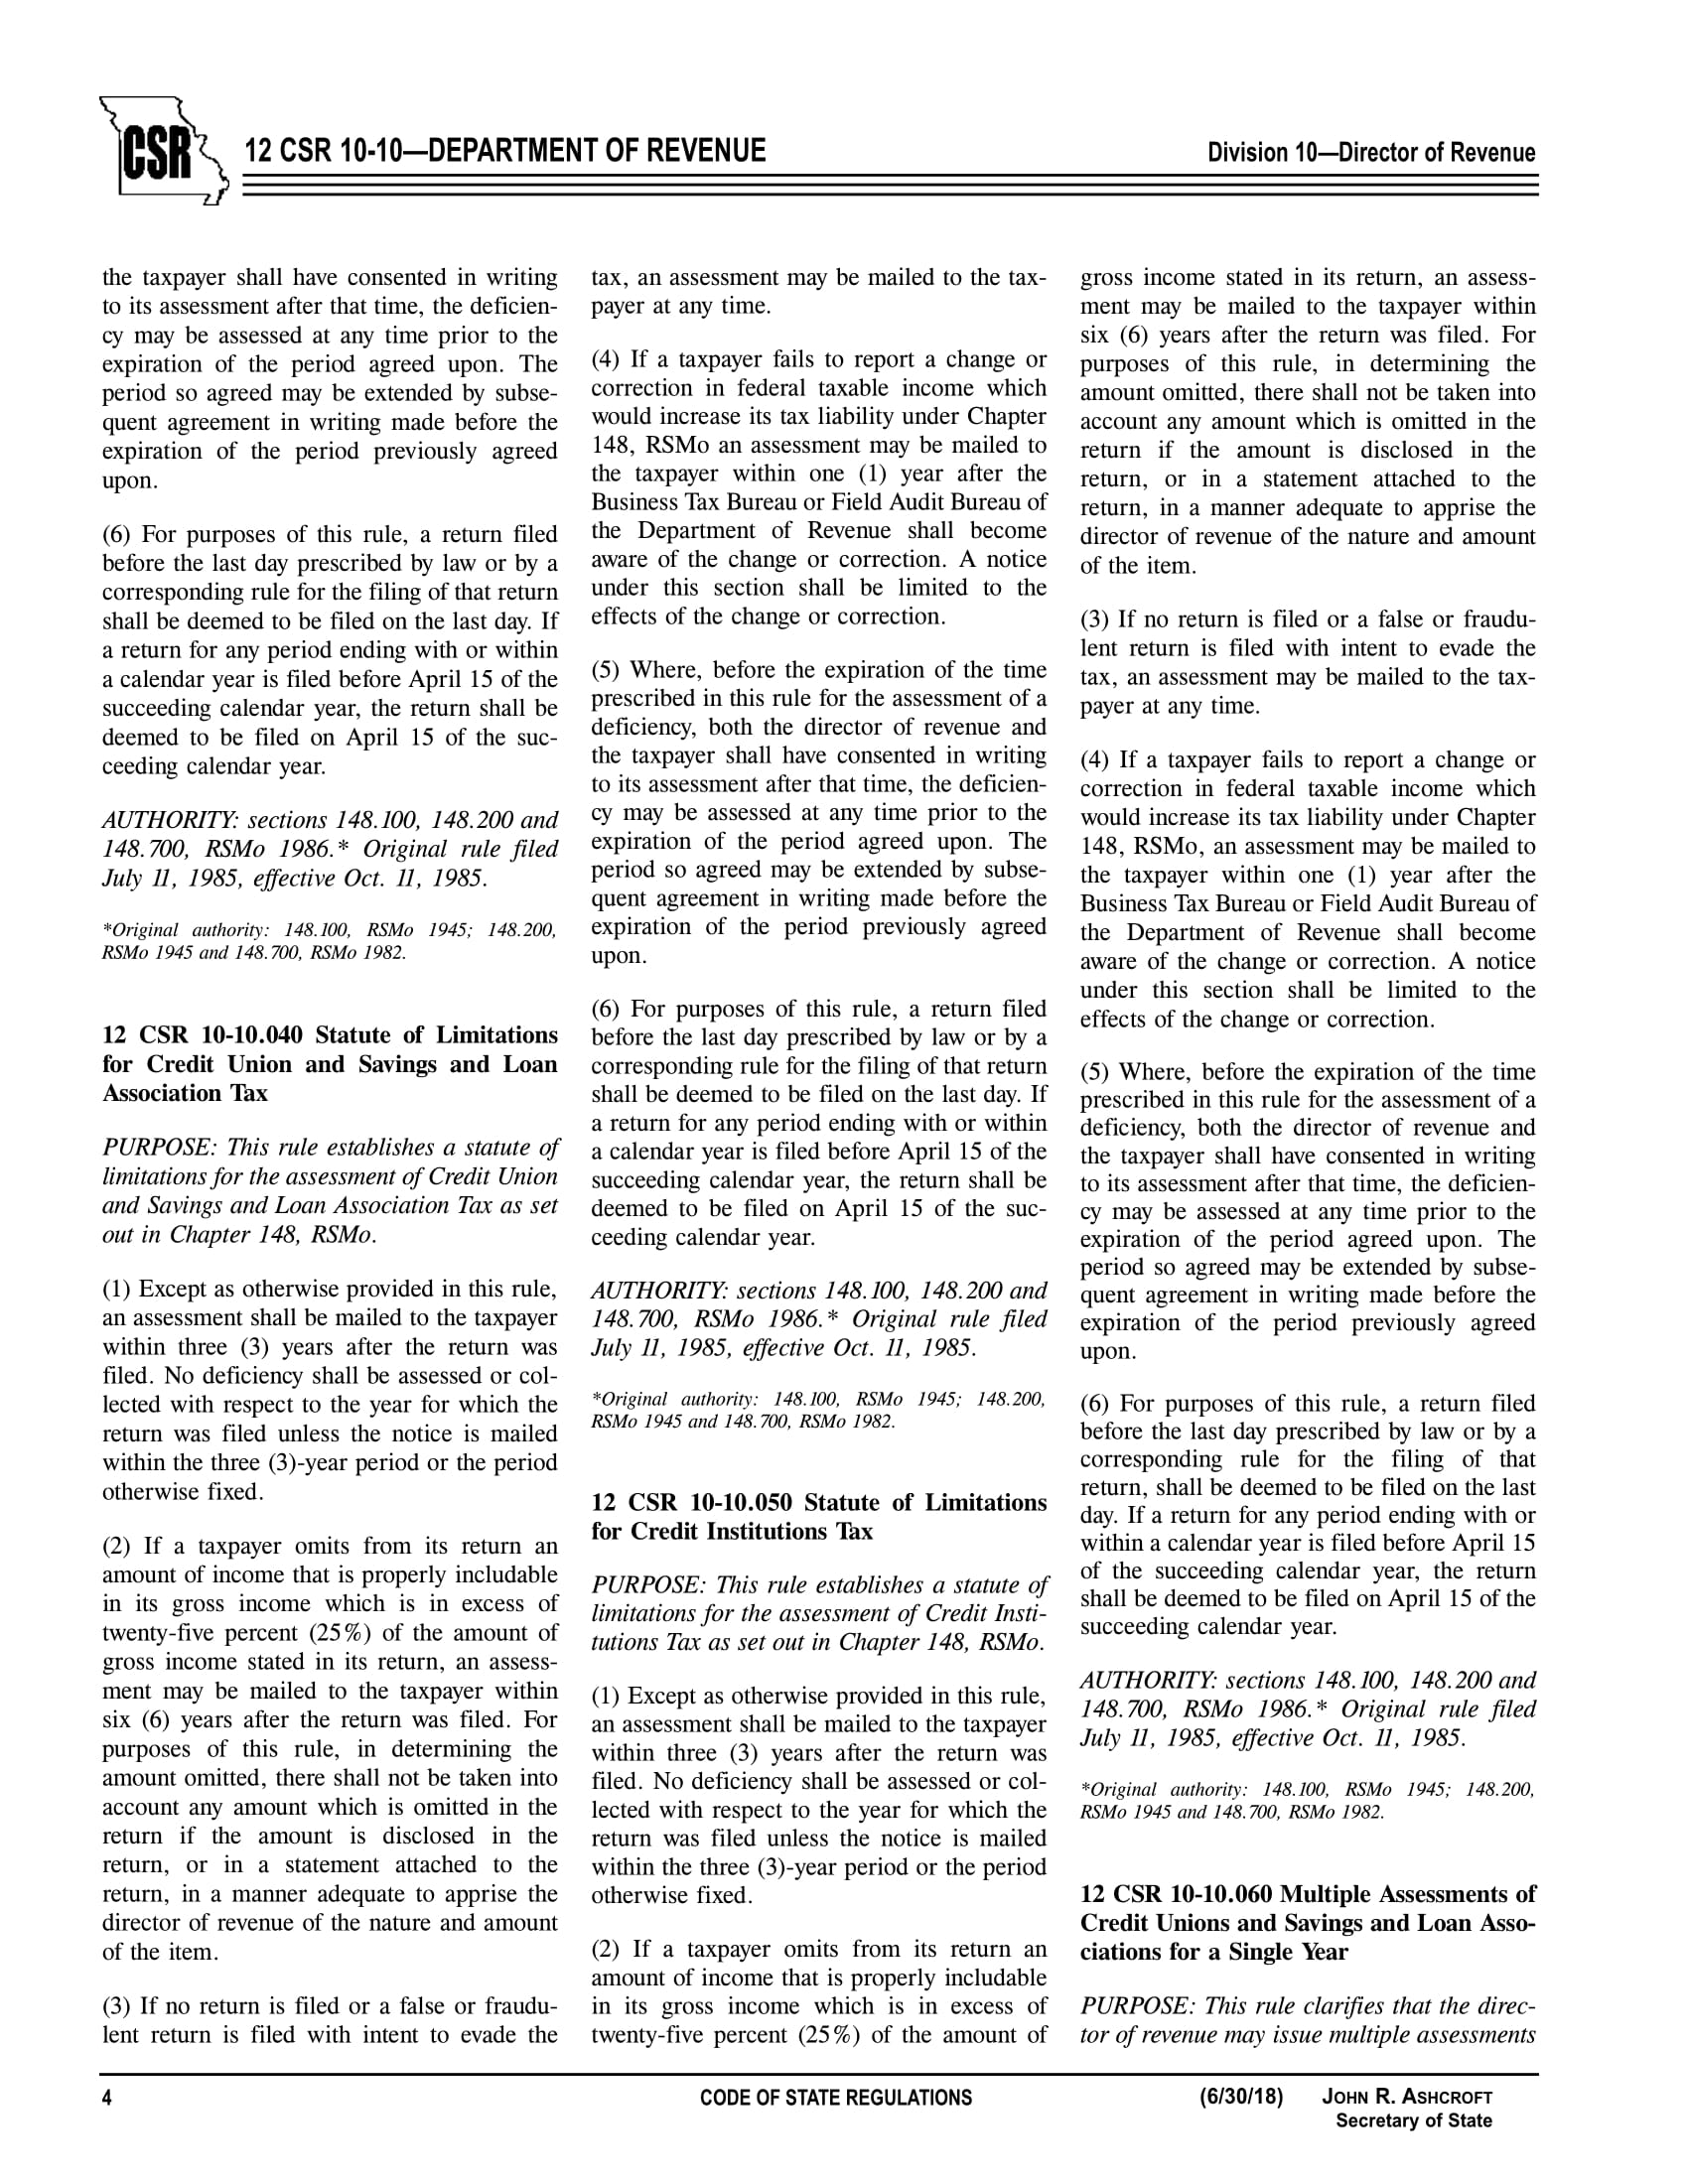 CSR
12 CSR 10-10—DEPARTMENT OF REVENUE
Division 10—Director of Revenue
the taxpayer shall have consented in writing
to its assessment after that time, the deficien-
cy may be assessed at any time prior to the
expiration of the period agreed upon. The
period so agreed may be extended by subse-
quent agreement in writing made before the
expiration of the period previously agreed
upon.
(6) For purposes of this rule, a return filed
before the last day prescribed by law or by a
corresponding rule for the filing of that return
shall be deemed to be filed on the last day. If
a return for any period ending with or within
a calendar year is filed before April 15 of the
succeeding calendar year, the return shall be
deemed to be filed on April 15 of the suc-
ceeding calendar year.
AUTHORITY: sections 148.100, 148.200 and
148.700, RSMo 1986.* Original rule filed
July 11, 1985, effective Oct. 11, 1985.
*Original authority: 148.100, RSMo 1945; 148.200,
RSMo 1945 and 148.700, RSMo 1982.
12 CSR 10-10.040 Statute of Limitations
for Credit Union and Savings and Loan
Association Tax
PURPOSE: This rule establishes a statute of
limitations for the assessment of Credit Union
and Savings and Loan Association Tax as set
out in Chapter 148, RSMo.
(1) Except as otherwise provided in this rule,
an assessment shall be mailed to the taxpayer
within three (3) years after the return was
filed. No deficiency shall be assessed or col-
lected with respect to the year for which the
return was filed unless the notice is mailed
within the three (3)-year period or the period
otherwise fixed.
(2) If a taxpayer omits from its return an
amount of income that is properly includable
in its gross income which is in excess of
twenty-five percent (25%) of the amount of
gross income stated in its return, an assess-
ment may be mailed to the taxpayer within
six (6) years after the return was filed. For
purposes of this rule, in determining the
amount omitted, there shall not be taken into
account any amount which is omitted in the
return if the amount is disclosed in the
return, or in a statement attached to the
return, in a manner adequate to apprise the
director of revenue of the nature and amount
of the item.
(3) If no return is filed or a false or fraudu-
lent return is filed with intent to evade the
tax, an assessment may be mailed to the tax-
payer at any time.
(4) If a taxpayer fails to report a change or
correction in federal taxable income which
would increase its tax liability under Chapter
148, RSMo an assessment may be mailed to
the taxpayer within one (1) year after the
Business Tax Bureau or Field Audit Bureau of
the Department of Revenue shall become
aware of the change or correction. A notice
under this section shall be limited to the
effects of the change or correction.
(5) Where, before the expiration of the time
prescribed in this rule for the assessment of a
deficiency, both the director of revenue and
the taxpayer shall have consented in writing
to its assessment after that time, the deficien-
cy may be assessed at any time prior to the
expiration of the period agreed upon. The
period so agreed may be extended by subse-
quent agreement in writing made before the
expiration of the period previously agreed
upon.
(6) For purposes of this rule, a return filed
before the last day prescribed by law or by a
corresponding rule for the filing of that return
shall be deemed to be filed on the last day. If
a return for any period ending with or within
a calendar year is filed before April 15 of the
succeeding calendar year, the return shall be
deemed to be filed on April 15 of the suc-
ceeding calendar year.
AUTHORITY: sections 148.100, 148.200 and
148.700, RSMo 1986.* Original rule filed
July 11, 1985, effective Oct. 11, 1985.
*Original authority: 148.100, RSMo 1945; 148.200,
RSMo 1945 and 148.700, RSMo 1982.
12 CSR 10-10.050 Statute of Limitations
for Credit Institutions Tax
PURPOSE: This rule establishes a statute of
limitations for the assessment of Credit Insti-
tutions Tax as set out in Chapter 148, RSMo.
(1) Except as otherwise provided in this rule,
an assessment shall be mailed to the taxpayer
within three (3) years after the return was
filed. No deficiency shall be assessed or col-
lected with respect to the year for which the
return was filed unless the notice is mailed
within the three (3)-year period or the period
otherwise fixed.
(2) If a taxpayer omits from its return an
amount of income that is properly includable
in its gross income which is in excess of
twenty-five percent (25%) of the amount of
gross income stated in its return, an assess-
ment may be mailed to the taxpayer within
six (6) years after the return was filed. For
purposes of this rule, in determining the
amount omitted, there shall not be taken into
account any amount which is omitted in the
return if the amount is disclosed in the
return, or in a statement attached to the
return, in a manner adequate to apprise the
director of revenue of the nature and amount
of the item.
(3) If no return is filed or a false or fraudu-
lent return is filed with intent to evade the
tax, an assessment may be mailed to the tax-
payer at any time.
(4) If a taxpayer fails to report a change or
correction in federal taxable income which
would increase its tax liability under Chapter
148, RSMo, an assessment may be mailed to
the taxpayer within one (1) year after the
Business Tax Bureau or Field Audit Bureau of
the Department of Revenue shall become
aware of the change or correction. A notice
under this section shall be limited to the
effects of the change or correction.
(5) Where, before the expiration of the time
prescribed in this rule for the assessment of a
deficiency, both the director of revenue and
the taxpayer shall have consented in writing
to its assessment after that time, the deficien-
cy may be assessed at any time prior to the
expiration of the period agreed upon. The
period so agreed may be extended by subse-
quent agreement in writing made before the
expiration of the period previously agreed
upon.
(6) For purposes of this rule, a return filed
before the last day prescribed by law or by a
corresponding rule for the filing of that
return, shall be deemed to be filed on the last
day. If a return for any period ending with or
within a calendar year is filed before April 15
of the succeeding calendar year, the return
shall be deemed to be filed on April 15 of the
succeeding calendar year.
AUTHORITY: sections 148.100, 148.200 and
148.700, RSMo 1986.* Original rule filed
July 11, 1985, effective Oct. 11, 1985.
*Original authority: 148.100, RSMo 1945; 148.200,
RSMo 1945 and 148.700, RSMo 1982.
12 CSR 10-10.060 Multiple Assessments of
Credit Unions and Savings and Loan Asso-
ciations for a Single Year
PURPOSE: This rule clarifies that the direc-
tor of revenue may issue multiple assessments
4
CODE OF STATE REGULATIONS
(6/30/18) JOHN R. ASHCROFT
Secretary of State